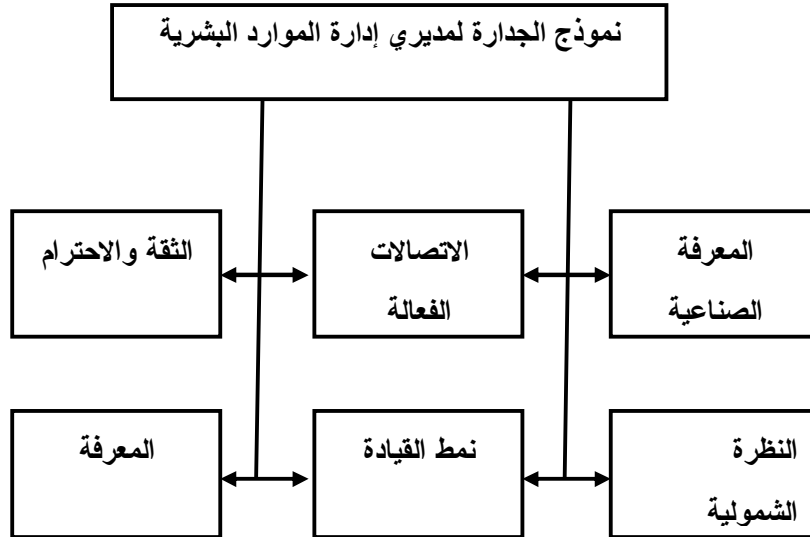 نموذج الجدارة لمديري إدارة الموارد البشرية
المعرفة
الصناعية
الاتصالات
الفعالة
الثقة والاحترام
النظرة
الشمولية
نمط القيادة
المعرفة